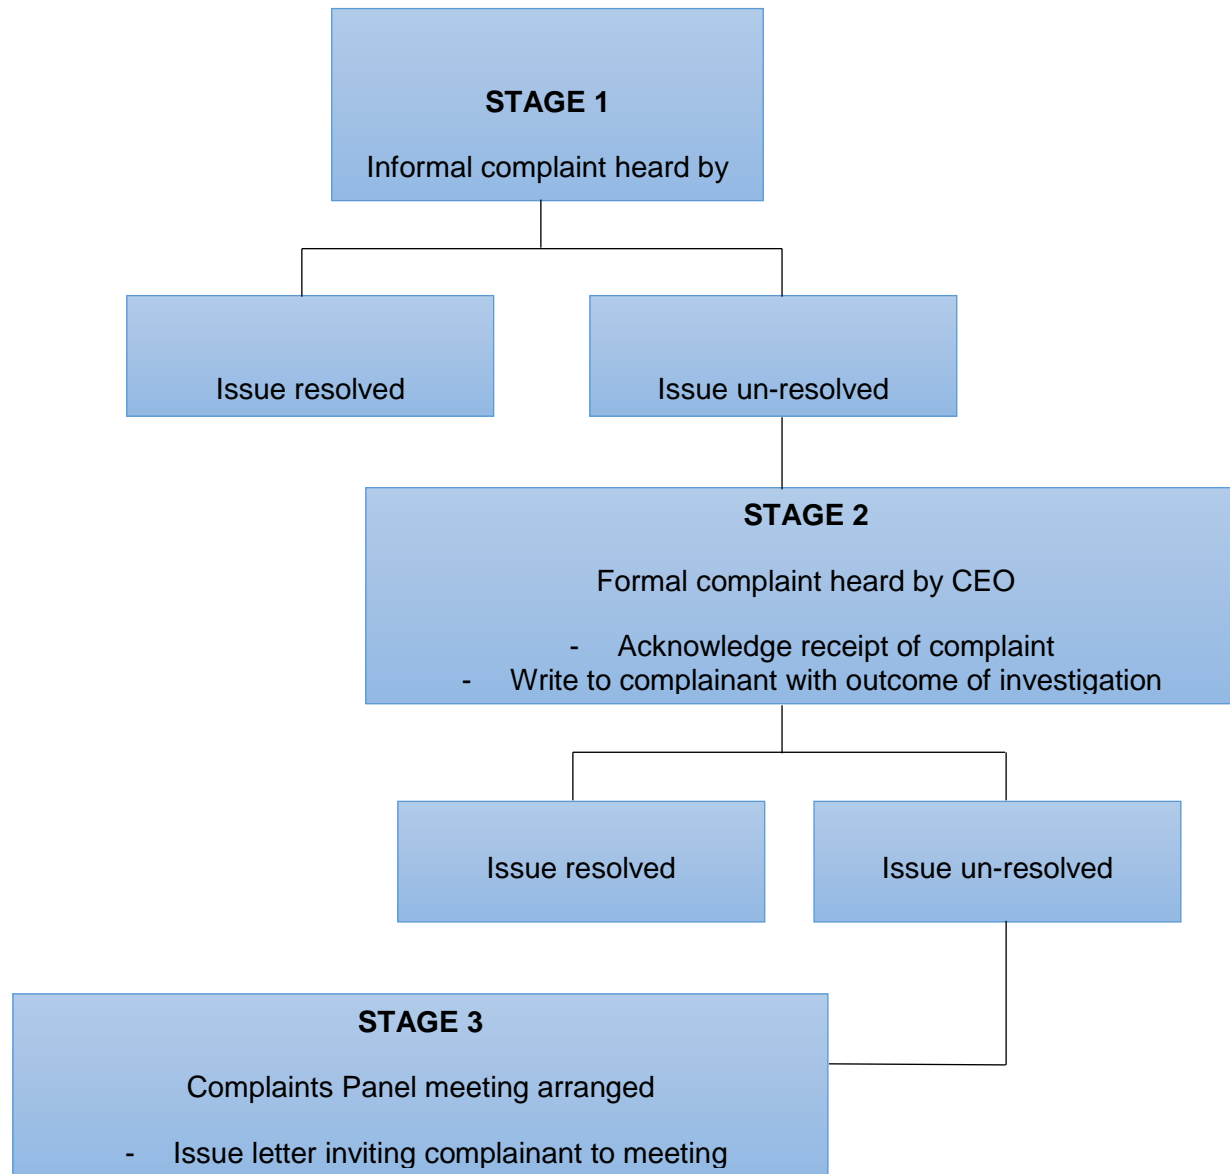 STAGE 1
Informal complaint heard by
Issue resolved
Issue un-resolved
STAGE 2
Formal complaint heard by CEO
- Acknowledge receipt of complaint
- Write to complainant with outcome of investigation
Issue resolved
Issue un-resolved
STAGE 3
Complaints Panel meeting arranged
- Issue letter inviting complainant to meeting